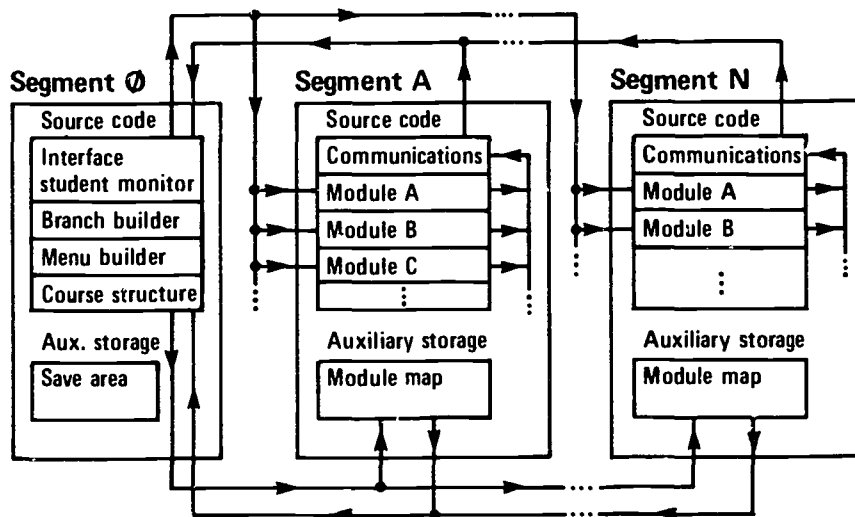 Segment Ø
Source code
Interface
student monitor
Branch builder
Menu builder
Course structure
Aux. storage
Save area
Segment A
Source code
Communications
Module A
Module B
Module C
Auxiliary storage
Module map
Segment N
Source code
Communications
Module A
Module B
Auxiliary storage
Module map